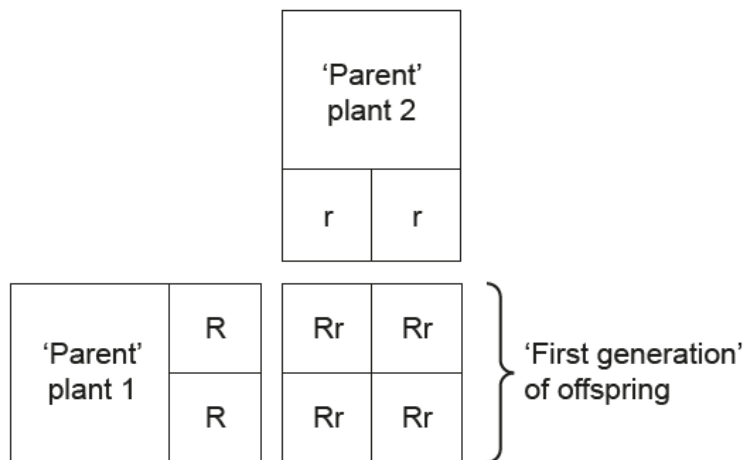 ‘Parent’
plant 2
r r
‘Parent’
plant 1
R Rr Rr
R Rr Rr
‘First generation’
of offspring